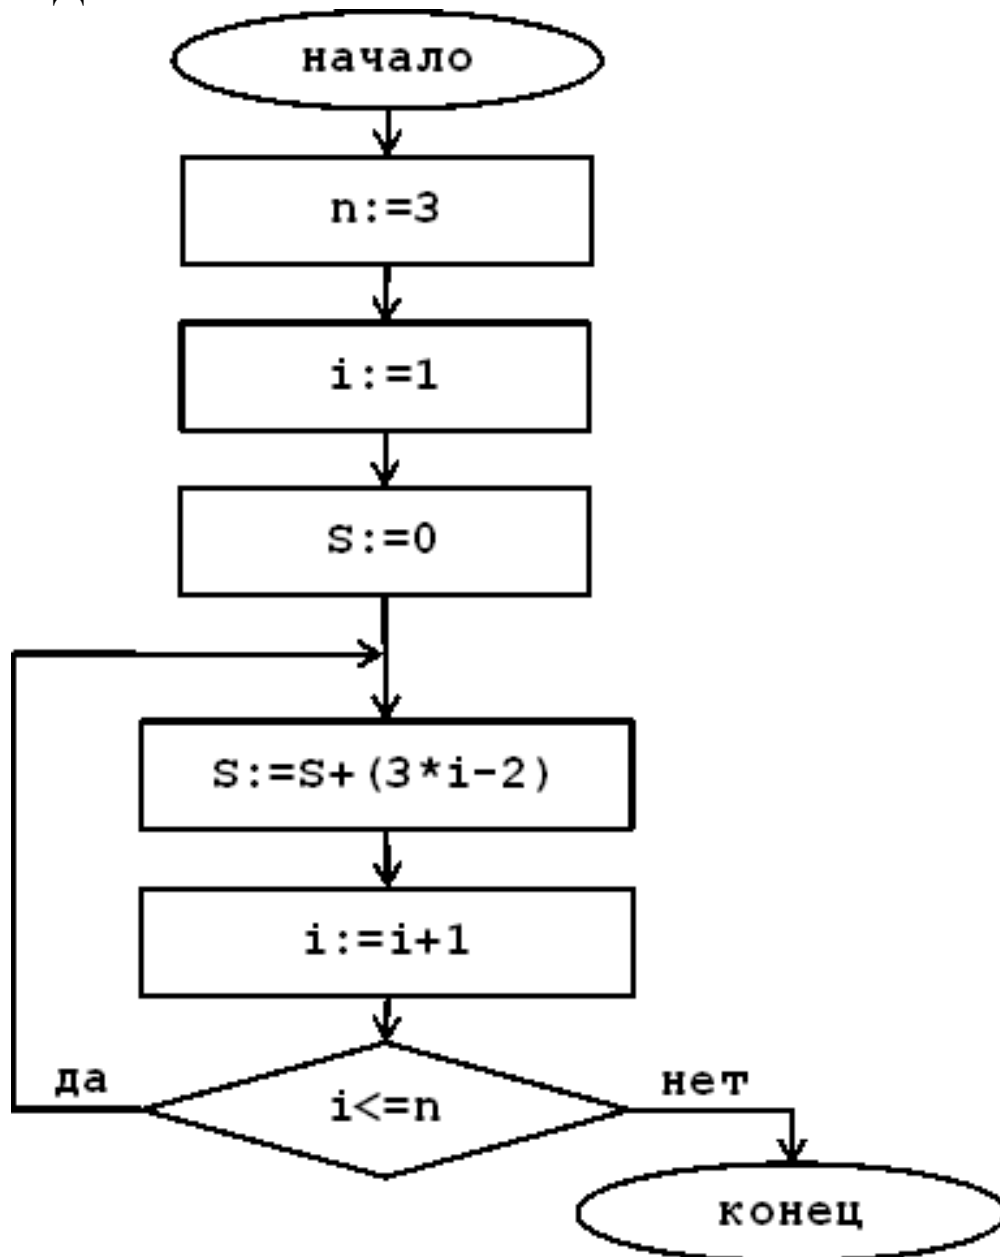 начало
n:=3
i:=1
S:=0
S:=S+(3*i-2)
i:=i+1
да
i<=n
нет
конец